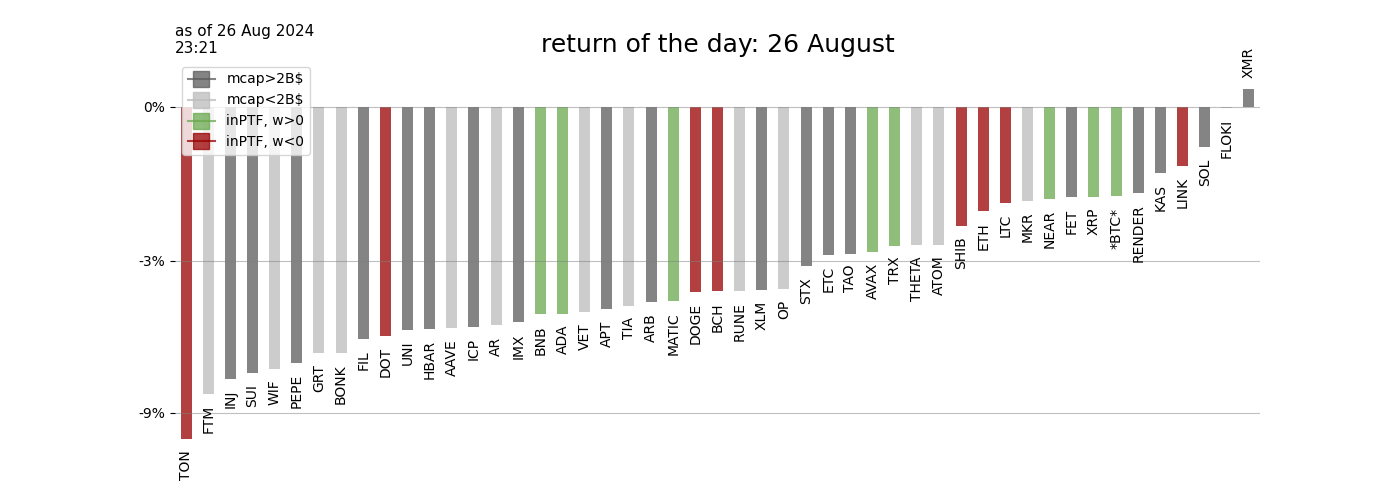 as of 26 Aug 2024
23:21
return of the day: 26 August
mcap>2B$
mcap<2B$
inPTF, w>0
inPTF, w<0
0%
-3%
-9%
TON
FTM
INJ
SUI
WIF
PEPE
GRT
BONK
FIL
DOT
UNI
HBAR
AAVE
ICP
AR
IMX
BNB
ADA
VET
APT
TIA
ARB
MATIC
DOGE
BCH
RUNE
XLM
OP
STX
ETC
TAO
AVAX
TRX
THETA
ATOM
SHIB
ETH
LTC
MKR
NEAR
FET
XRP
*BTC*
RENDER
KAS
LINK
SOL
FLOKI
XMR